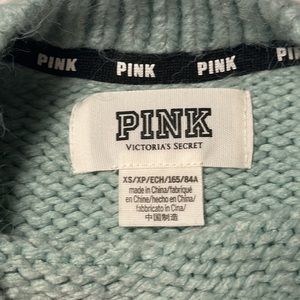 PINK PINK PINK PINK
PINK
VICTORIA'S SECRET
XS/XP/ECH/165/84A
made in China/fabriqué
en Chine/hecho en China/
fabbricato in Cina/
中国制造